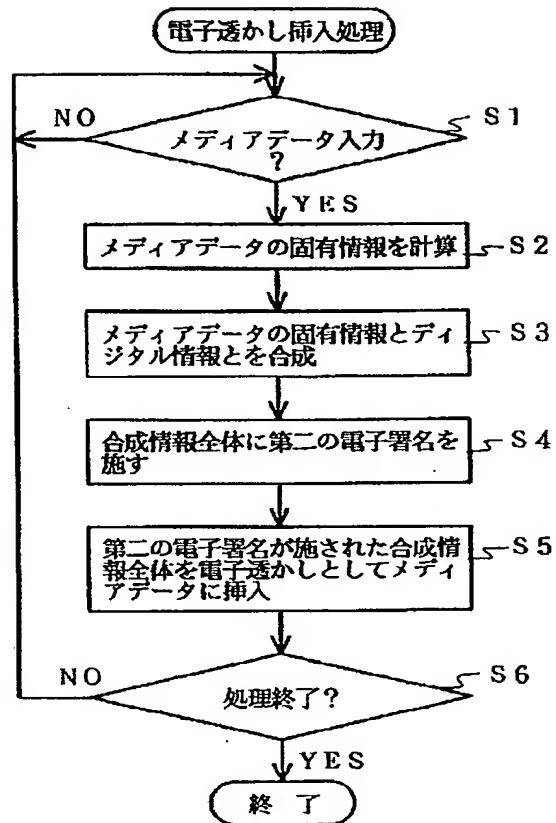 電子透かし挿入処理
NO
S1
メディアデータ入力
?
YES
メディアデータの固有情報を計算
S2
メディアデータの固有情報とディ
ジタル情報とを合成
S3
合成情報全体に第二の電子署名を
施す
S4
第二の電子署名が施された合成情
報全体を電子透かしとしてメディ
アデータに挿入
S5
NO
S6
処理終了?
YES
終 了